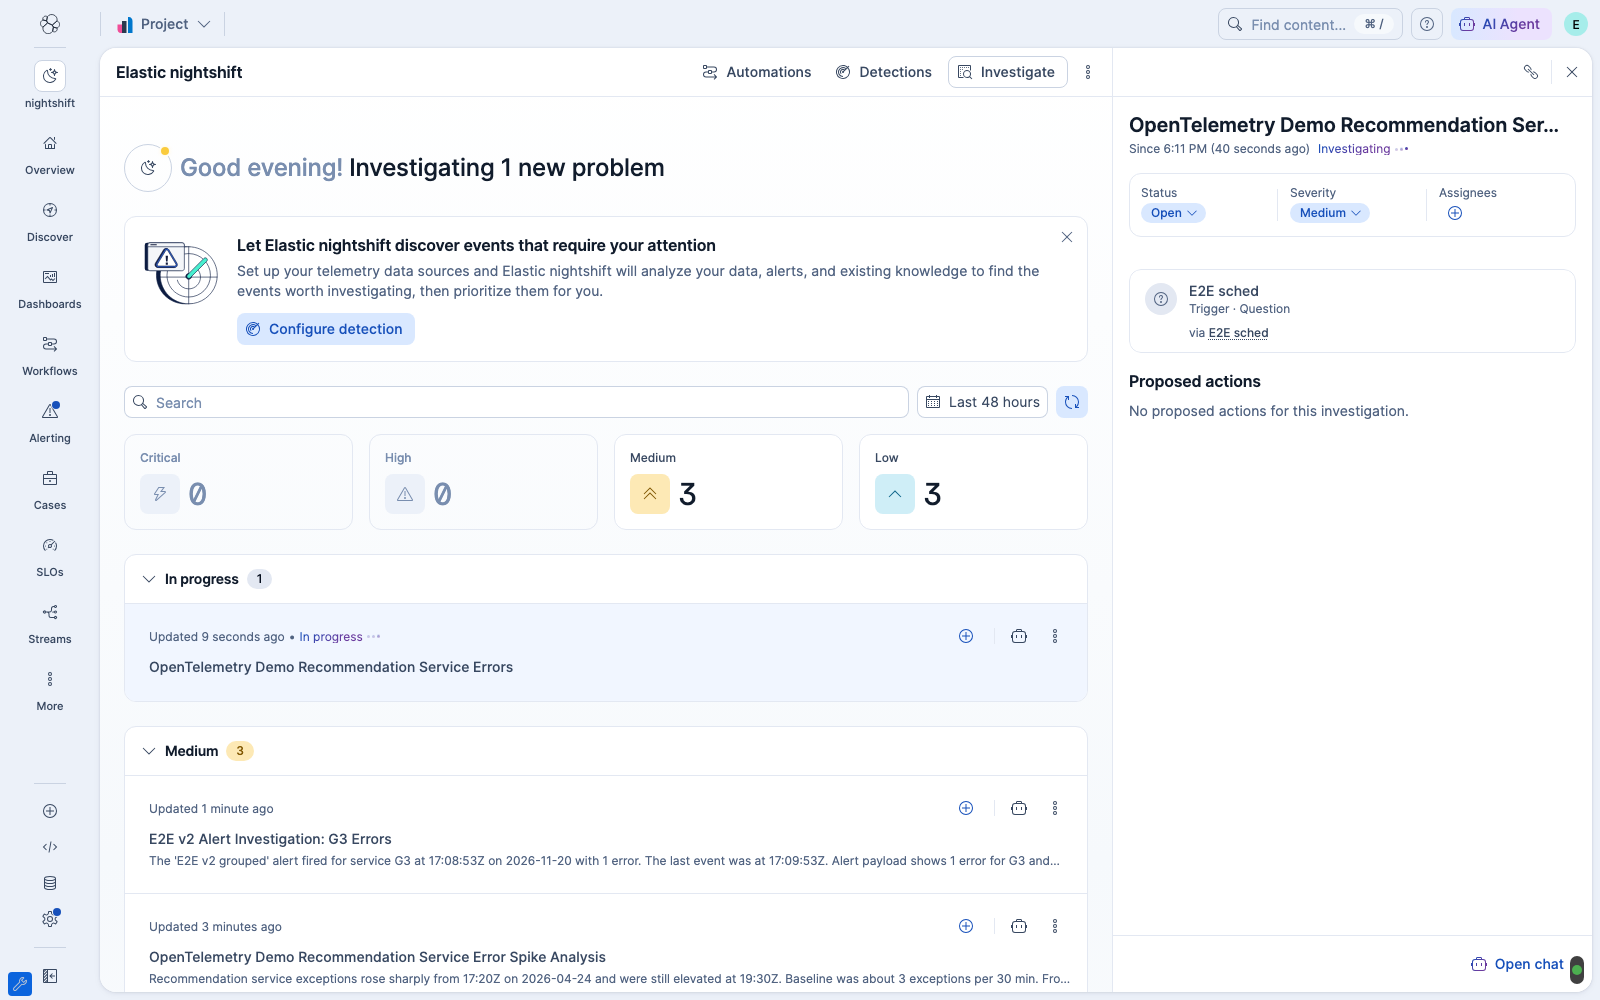 Project
Find content...
⌘ /
AI Agent
E
nightshift
Overview
Discover
Dashboards
Workflows
Alerting
Cases
SLOs
Streams
More
Elastic nightshift
Automations
Detections
Investigate
Good evening! Investigating 1 new problem
Let Elastic nightshift discover events that require your attention
Set up your telemetry data sources and Elastic nightshift will analyze your data, alerts, and existing knowledge to find the
events worth investigating, then prioritize them for you.
Configure detection
Search
Last 48 hours
Critical
0
High
0
Medium
3
Low
3
In progress 1
Updated 9 seconds ago • In progress
OpenTelemetry Demo Recommendation Service Errors
Medium 3
Updated 1 minute ago
E2E v2 Alert Investigation: G3 Errors
The 'E2E v2 grouped' alert fired for service G3 at 17:08:53Z on 2026-11-20 with 1 error. The last event was at 17:09:53Z. Alert payload shows 1 error for G3 and...
Updated 3 minutes ago
OpenTelemetry Demo Recommendation Service Error Spike Analysis
Recommendation service exceptions rose sharply from 17:20Z on 2026-04-24 and were still elevated at 19:30Z. Baseline was about 3 exceptions per 30 min. Fro...
OpenTelemetry Demo Recommendation Ser...
Since 6:11 PM (40 seconds ago) Investigating
Status
Open
Severity
Medium
Assignees
E2E sched
Trigger · Question
via E2E sched
Proposed actions
No proposed actions for this investigation.
Open chat